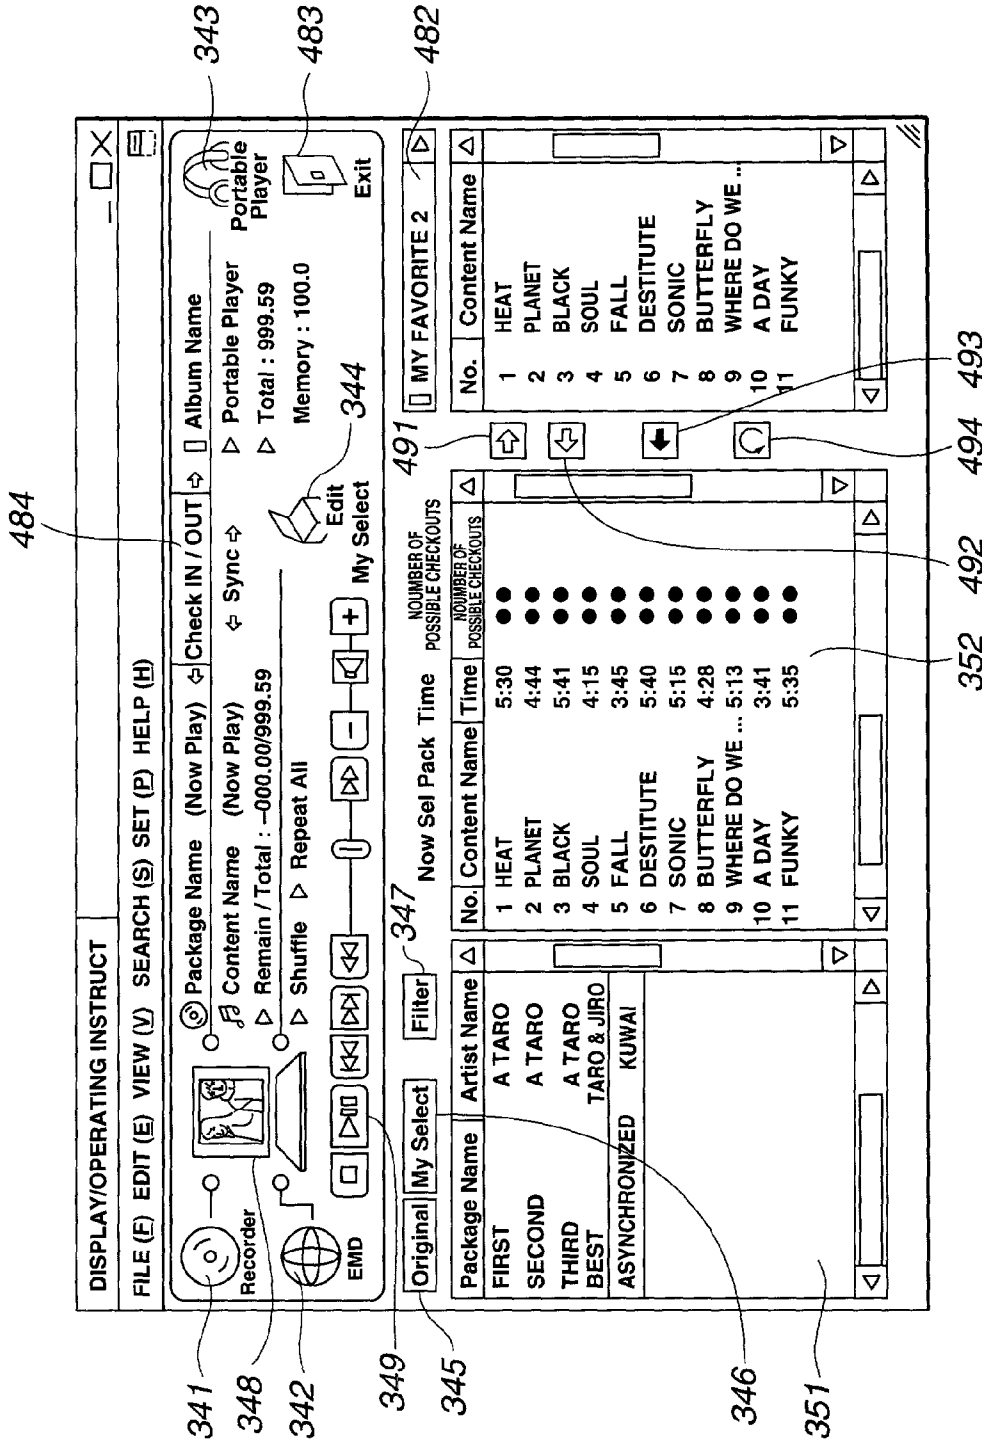 484
DISPLAY/OPERATING INSTRUCT
FILE (F) EDIT (E) VIEW (V) SEARCH (S) SET (P) HELP (H)
341
Recorder
348
342
EMD
349
Package Name (Now Play)
Content Name (Now Play)
Remain / Total : –000.00/999.59
Shuffle Repeat All
Check IN / OUT
Sync
Album Name
Portable Player
Total : 999.59
Memory : 100.0
344
Edit
My Select
Portable
Player
343
Exit
483
345
Original My Select
346
Filter
347
Now Sel Pack Time
NOUMBER OF
POSSIBLE CHECKOUTS
491
MY FAVORITE 2
482
Package Name Artist Name
FIRST A TARO
SECOND A TARO
THIRD A TARO
BEST TARO & JIRO
ASYNCHRONIZED KUWAI
351
No. Content Name Time NOUMBER OF
POSSIBLE CHECKOUTS
1 HEAT 5:30
2 PLANET 4:44
3 BLACK 5:41
4 SOUL 4:15
5 FALL 3:45
6 DESTITUTE 5:40
7 SONIC 5:15
8 BUTTERFLY 4:28
9 WHERE DO WE ... 5:13
10 A DAY 3:41
11 FUNKY 5:35
352
492
494
493
No. Content Name
1 HEAT
2 PLANET
3 BLACK
4 SOUL
5 FALL
6 DESTITUTE
7 SONIC
8 BUTTERFLY
9 WHERE DO WE ...
10 A DAY
11 FUNKY